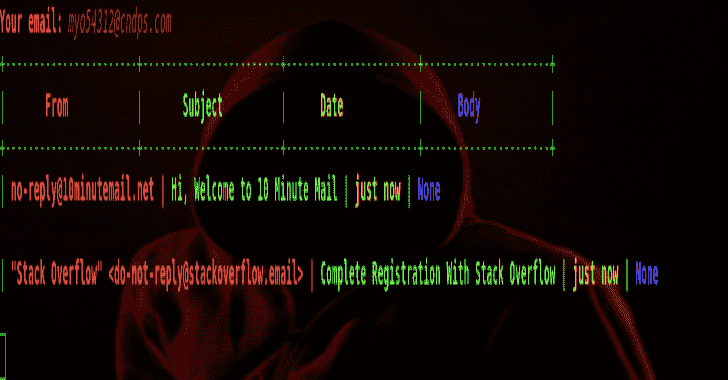 Your email: myo54312@cndps.com
From Subject Date Body
no-reply@10minutemail.net | Hi, Welcome to 10 Minute Mail | just now | None
"Stack Overflow" <do-not-reply@stackoverflow.email> | Complete Registration With Stack Overflow | just now | None